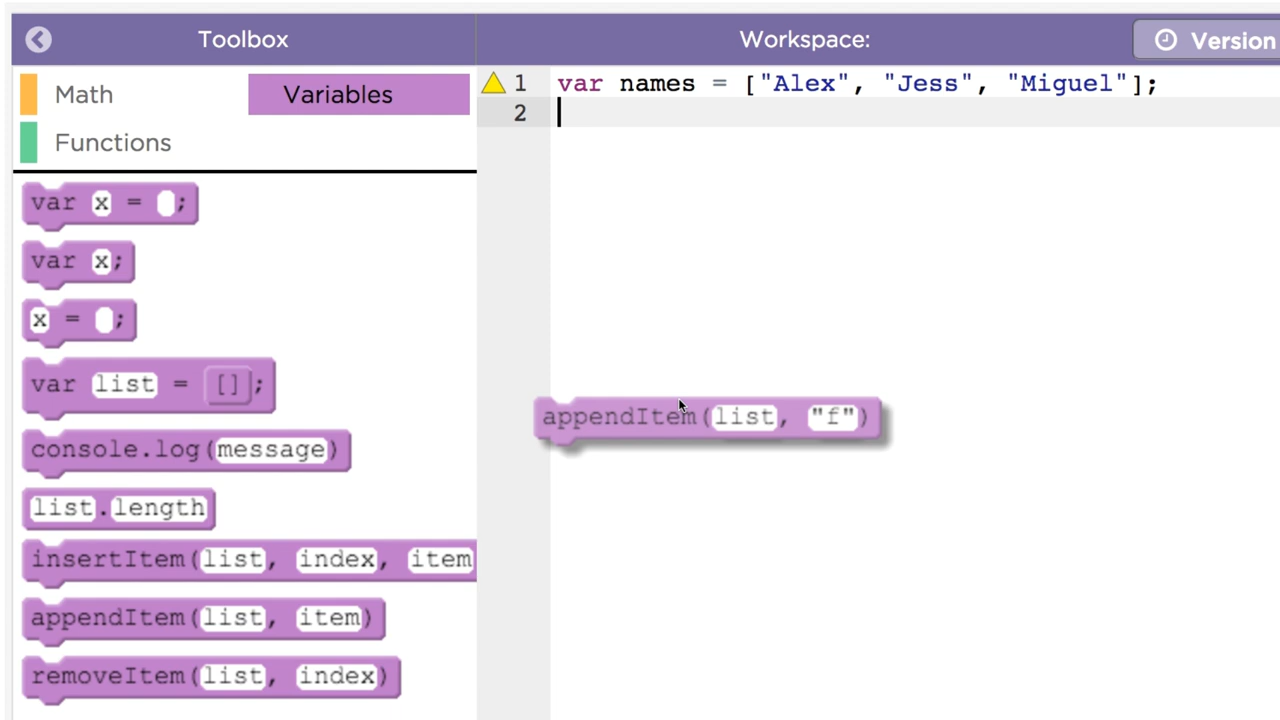 Toolbox
Workspace:
Version
Math
Variables
Functions
var x = ;
var x;
x = ;
var list = [];
console.log(message)
list.length
insertItem(list, index, item
appendItem(list, item)
removeItem(list, index)
1 var names = ["Alex", "Jess", "Miguel"];
2
appendItem(list, "f")